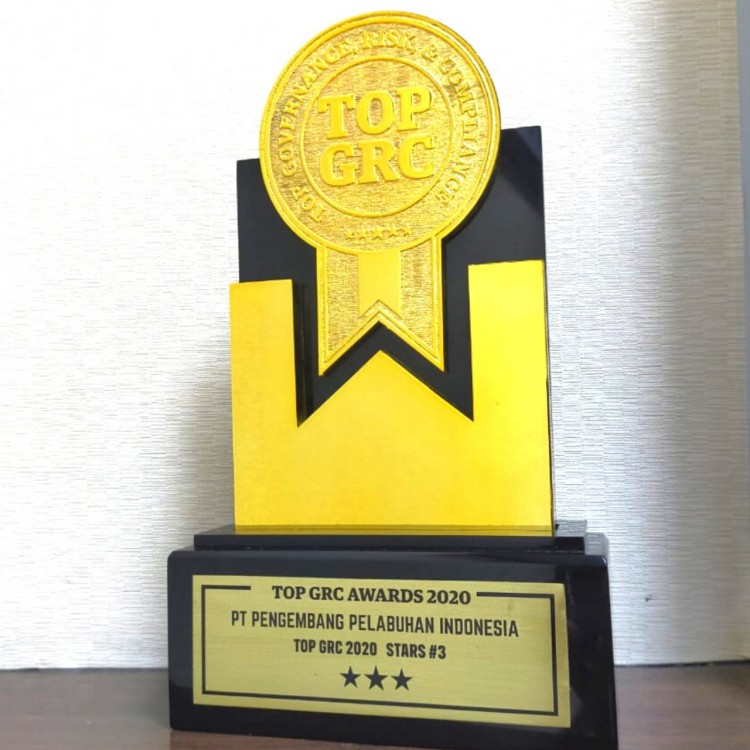 TOP GOVERNANCE, RISK, & COMPLIANCE
TOP
GRC
TOP GRC AWARDS 2020
PT PENGEMBANG PELABUHAN INDONESIA
TOP GRC 2020 STARS #3